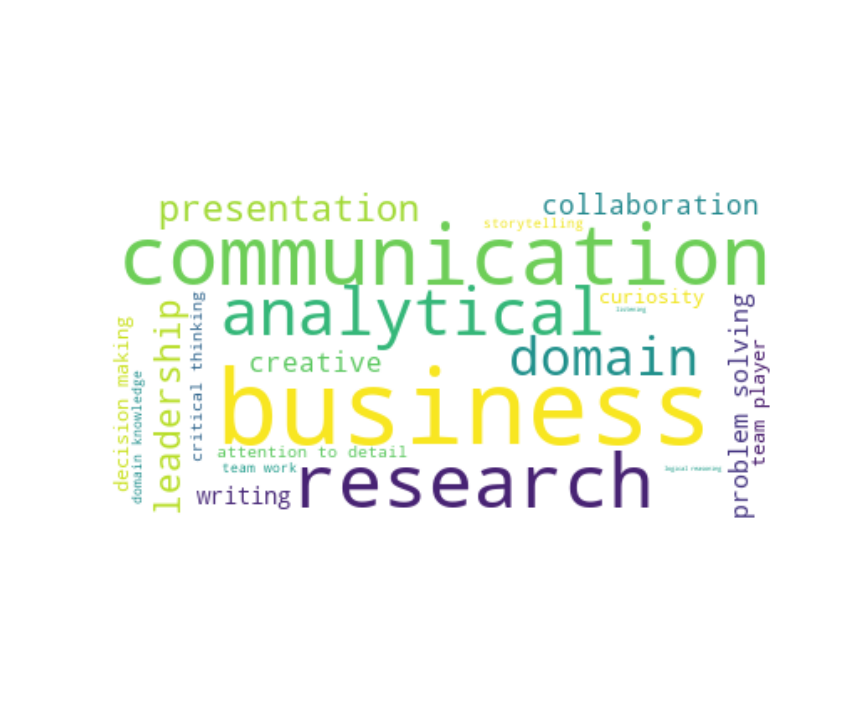 presentation
collaboration
storytelling
communication
analytical
curiosity
listening
decision making
domain knowledge
leadership
critical thinking
creative
domain
problem solving
team player
business
attention to detail
team work
logical reasoning
writing
research